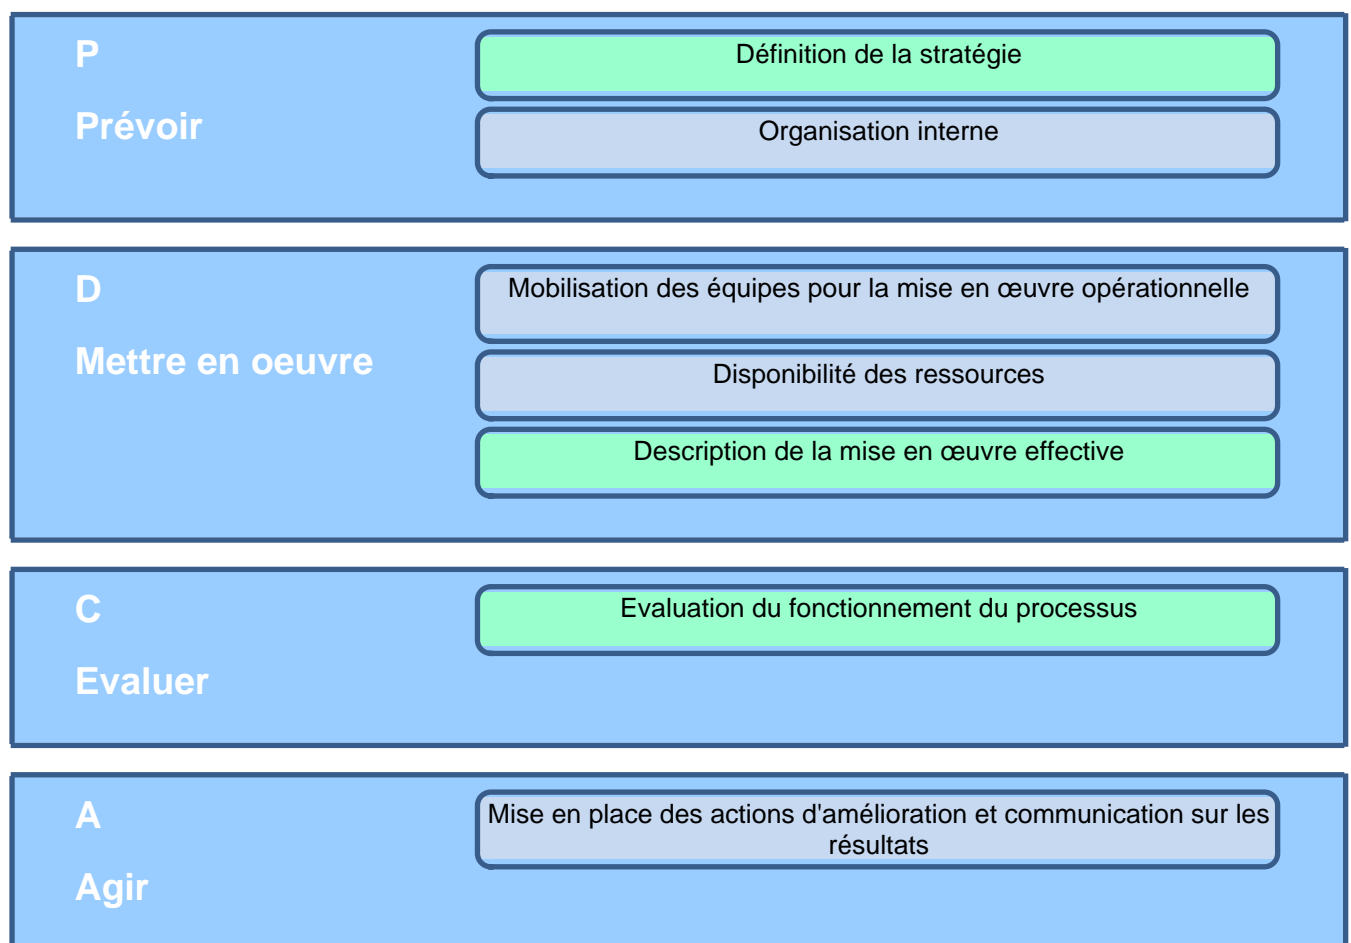 P
Prévoir
Définition de la stratégie
Organisation interne
D
Mettre en oeuvre
Mobilisation des équipes pour la mise en œuvre opérationnelle
Disponibilité des ressources
Description de la mise en œuvre effective
C
Evaluer
Evaluation du fonctionnement du processus
A
Agir
Mise en place des actions d'amélioration et communication sur les
résultats